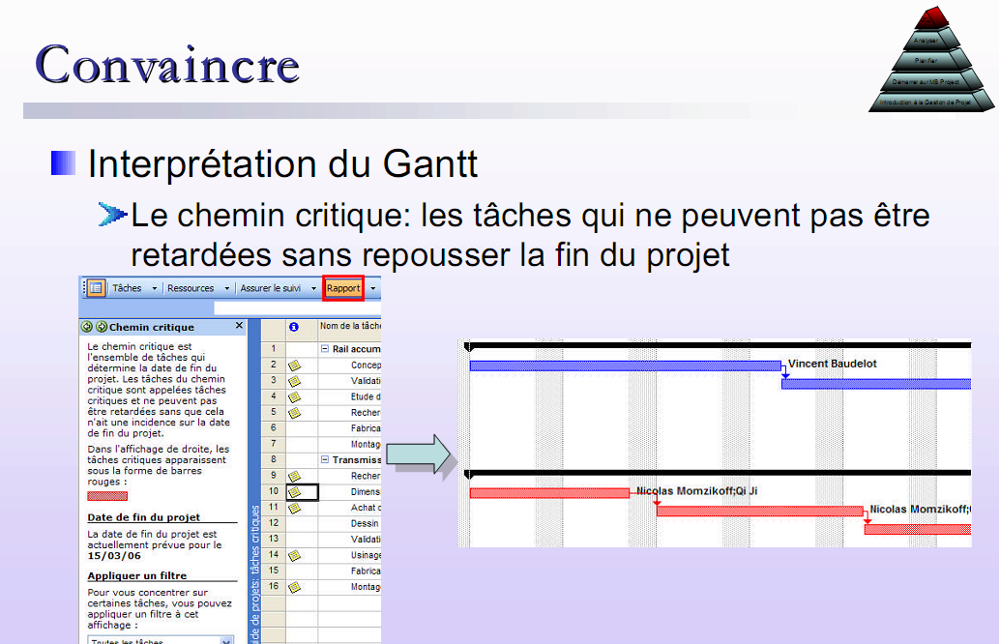 Convaincre
Analyser
Planifier
Démarrer sur MS Project
Introduction à la Gestion de Projet
Interprétation du Gantt
Le chemin critique: les tâches qui ne peuvent pas être
retardées sans repousser la fin du projet
Tâches Ressources Assurer le suivi Rapport
Chemin critique
Le chemin critique est
l'ensemble de tâches qui
détermine la date de fin du
projet. Les tâches du chemin
critique sont appelées tâches
critiques et ne peuvent pas
être retardées sans que cela
n'ait une incidence sur la date
de fin du projet.
Dans l'affichage de droite, les
tâches critiques apparaissent
sous la forme de barres
rouges :
Date de fin du projet
La date de fin du projet est
actuellement prévue pour le
15/03/06
Appliquer un filtre
Pour vous concentrer sur
certaines tâches, vous pouvez
appliquer un filtre à cet
affichage :
Toutes les tâches
ide de projets: tâches critiques
Nom de la tâch
1 Rail accum
2 Concep
3 Validati
4 Etude d
5 Recher
6 Fabrica
7 Montag
8 Transmiss
9 Recher
10 Dimens
11 Achat d
12 Dessin
13 Validati
14 Usinage
15 Fabrica
16 Montag
Vincent Baudelot
Nicolas Momzikoff;Qi Ji
Nicolas Momzikoff;